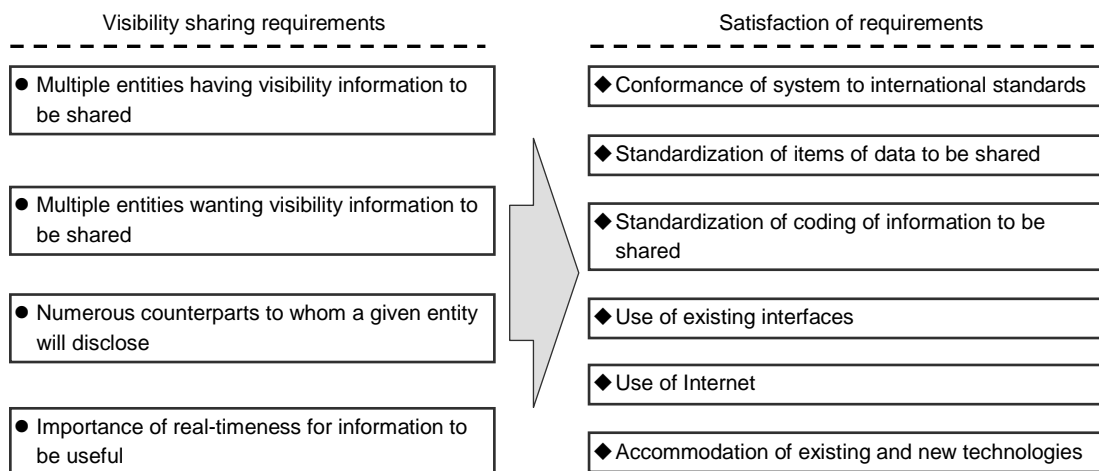 Visibility sharing requirements
● Multiple entities having visibility information to
be shared
● Multiple entities wanting visibility information to
be shared
● Numerous counterparts to whom a given entity
will disclose
● Importance of real-timeness for information to
be useful
Satisfaction of requirements
◆ Conformance of system to international standards
◆ Standardization of items of data to be shared
◆ Standardization of coding of information to be
shared
◆ Use of existing interfaces
◆ Use of Internet
◆ Accommodation of existing and new technologies